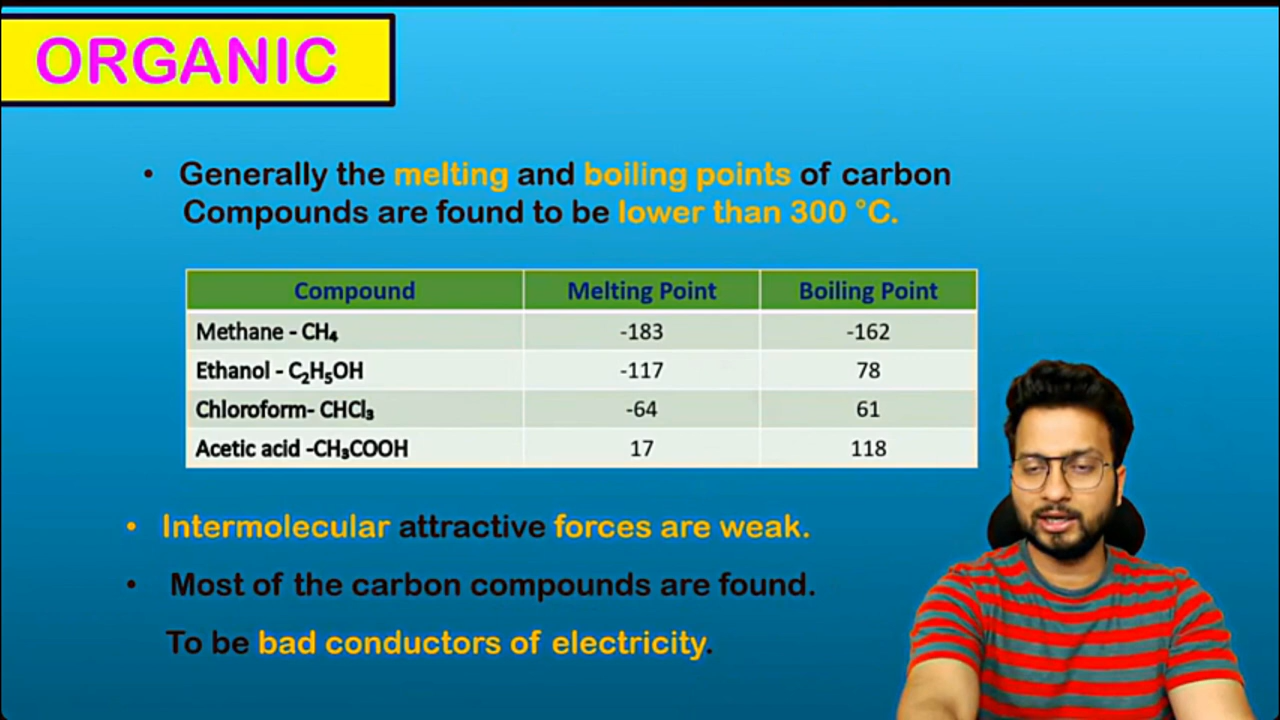 ORGANIC
• Generally the melting and boiling points of carbon
Compounds are found to be lower than 300 °C.
Compound Melting Point Boiling Point
Methane - CH₄ -183 -162
Ethanol - C₂H₅OH -117 78
Chloroform- CHCl₃ -64 61
Acetic acid -CH₃COOH 17 118
• Intermolecular attractive forces are weak.
• Most of the carbon compounds are found.
To be bad conductors of electricity.